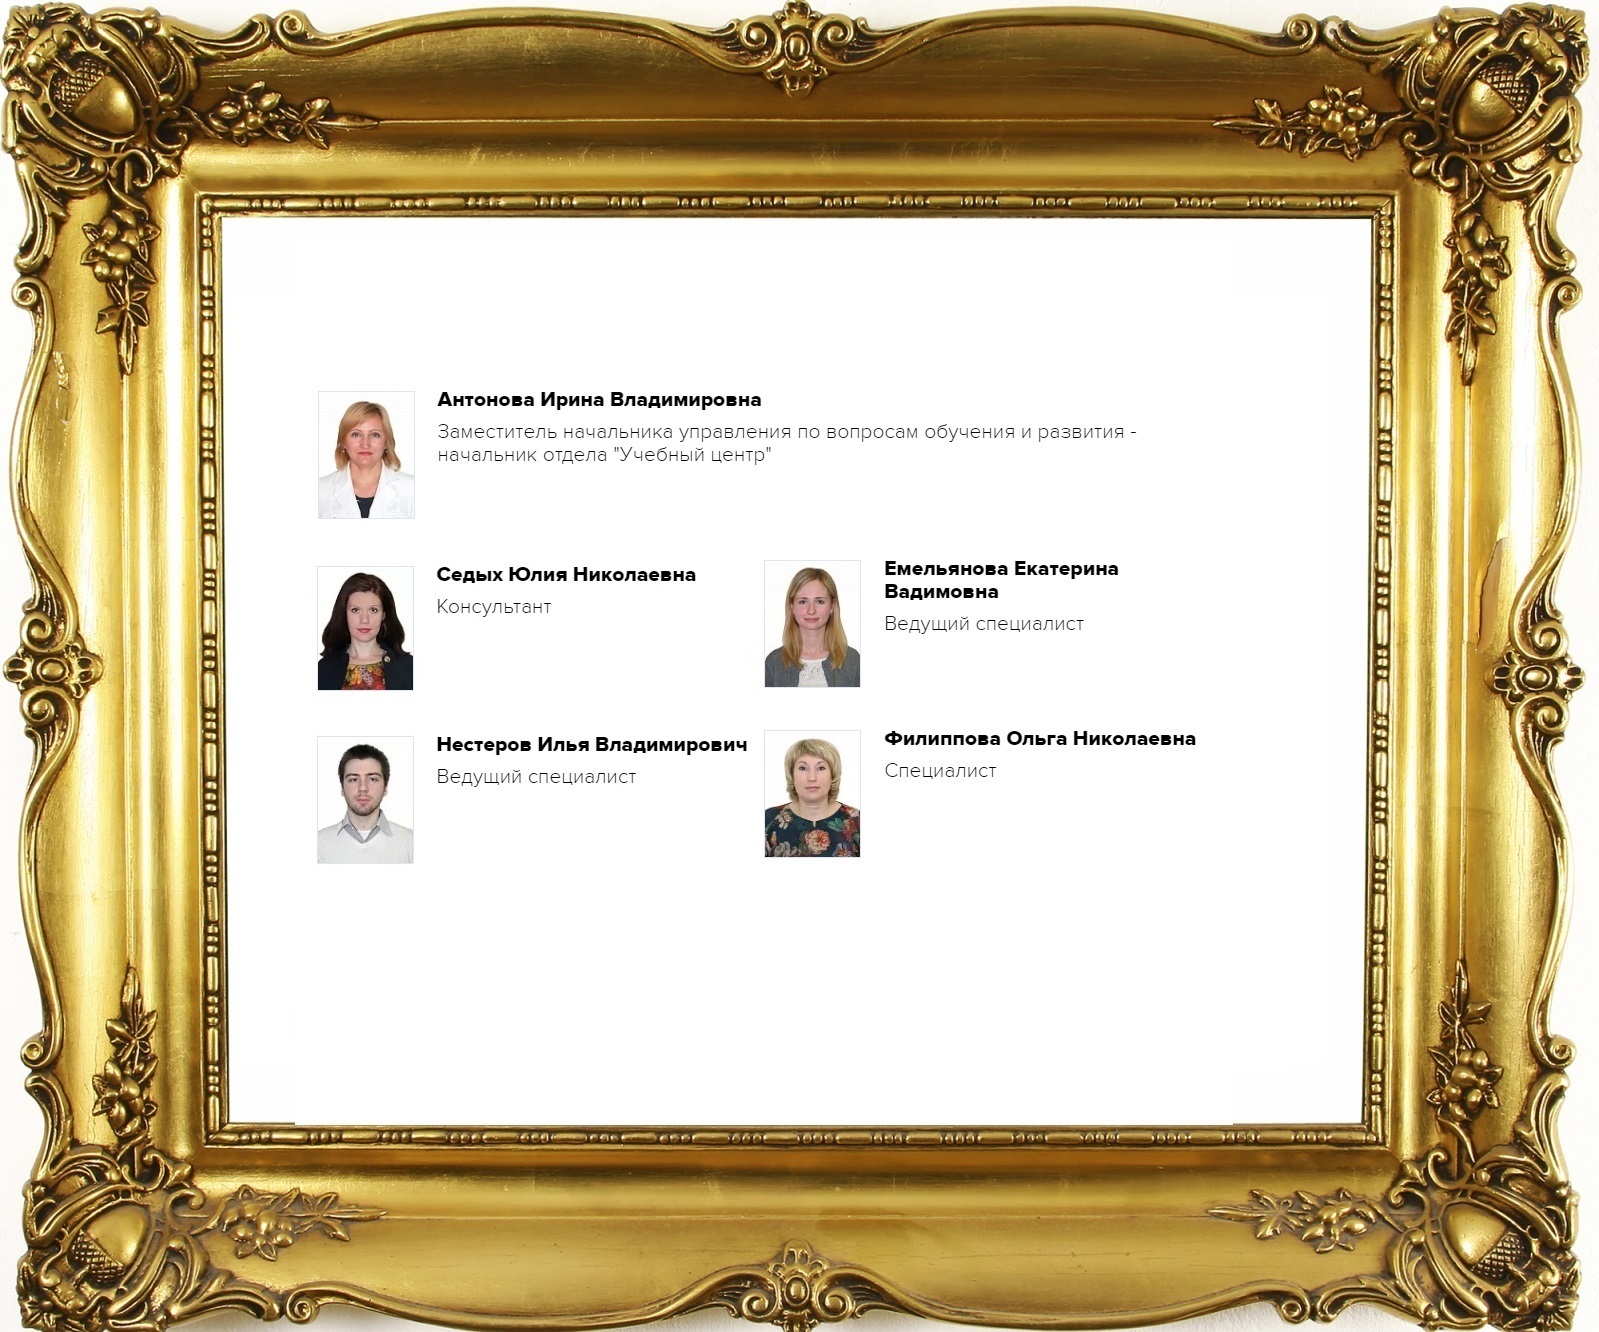 Антонова Ирина Владимировна
Заместитель начальника управления по вопросам обучения и развития -
начальник отдела "Учебный центр"
Седых Юлия Николаевна
Консультант
Емельянова Екатерина
Вадимовна
Ведущий специалист
Нестеров Илья Владимирович
Ведущий специалист
Филиппова Ольга Николаевна
Специалист